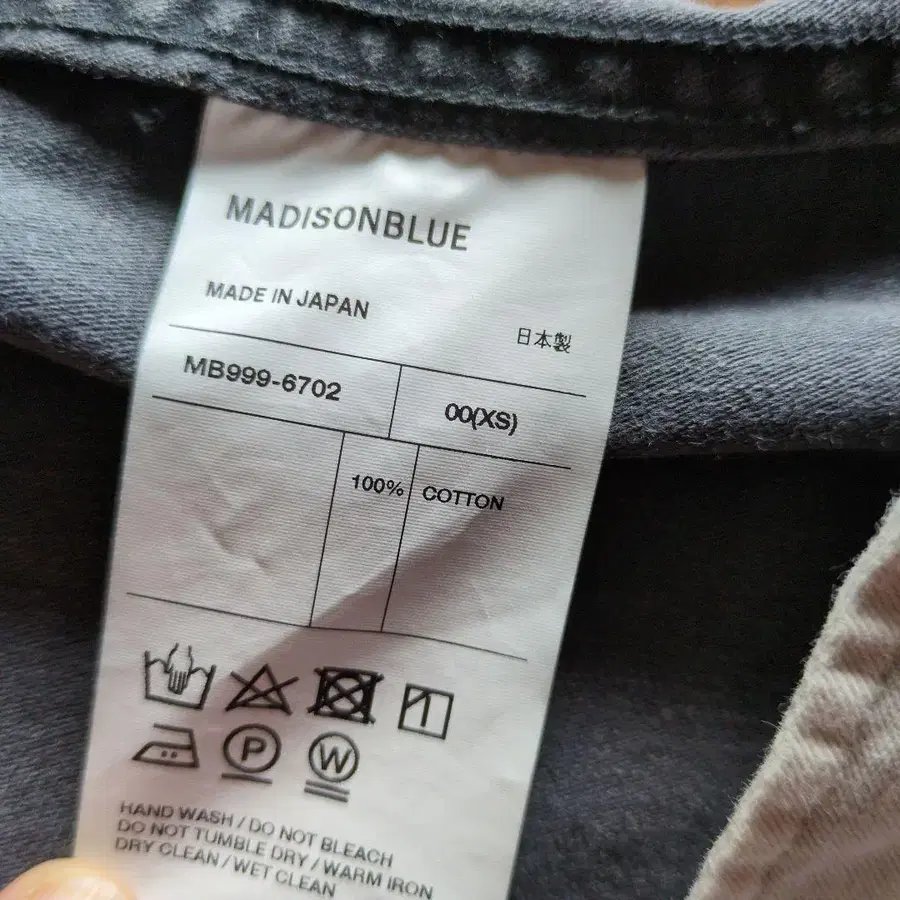 MADISONBLUE
MADE IN JAPAN
日本製
MB999-6702
00(XS)
100% COTTON
P
W
HAND WASH / DO NOT BLEACH
DO NOT TUMBLE DRY / WARM IRON
DRY CLEAN / WET CLEAN